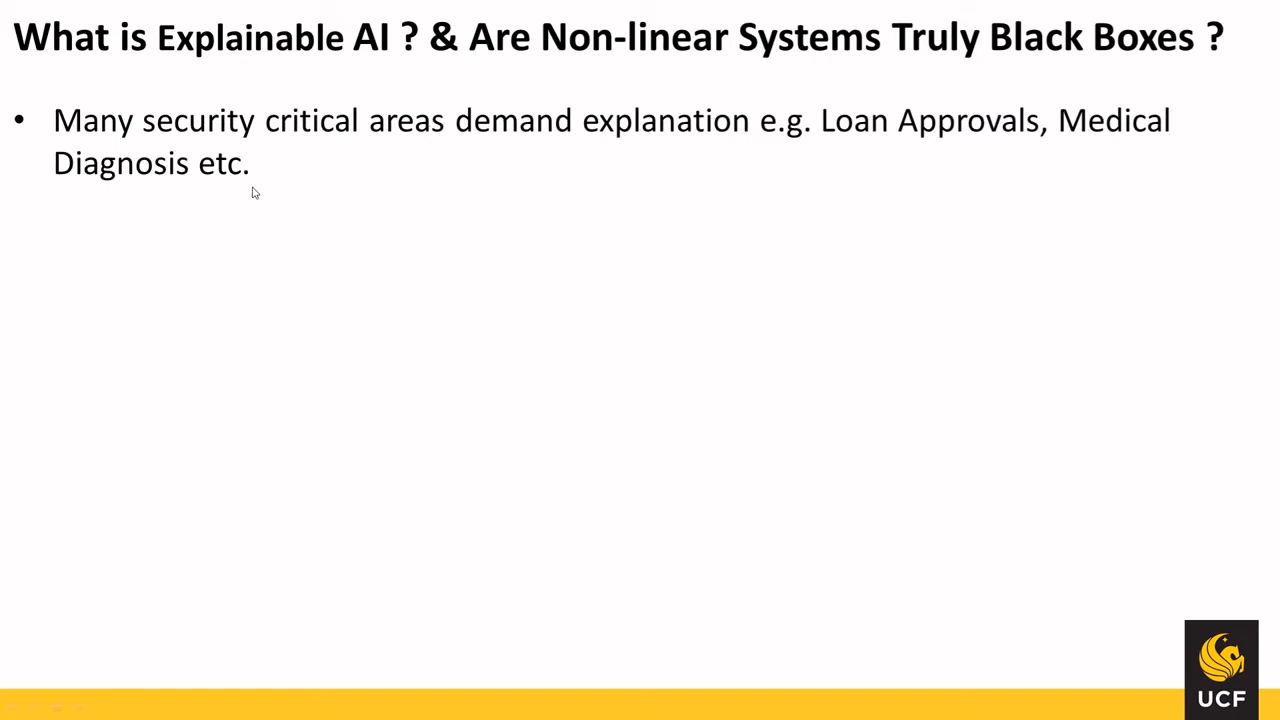 What is Explainable AI ? & Are Non-linear Systems Truly Black Boxes ?
• Many security critical areas demand explanation e.g. Loan Approvals, Medical
Diagnosis etc.
UCF